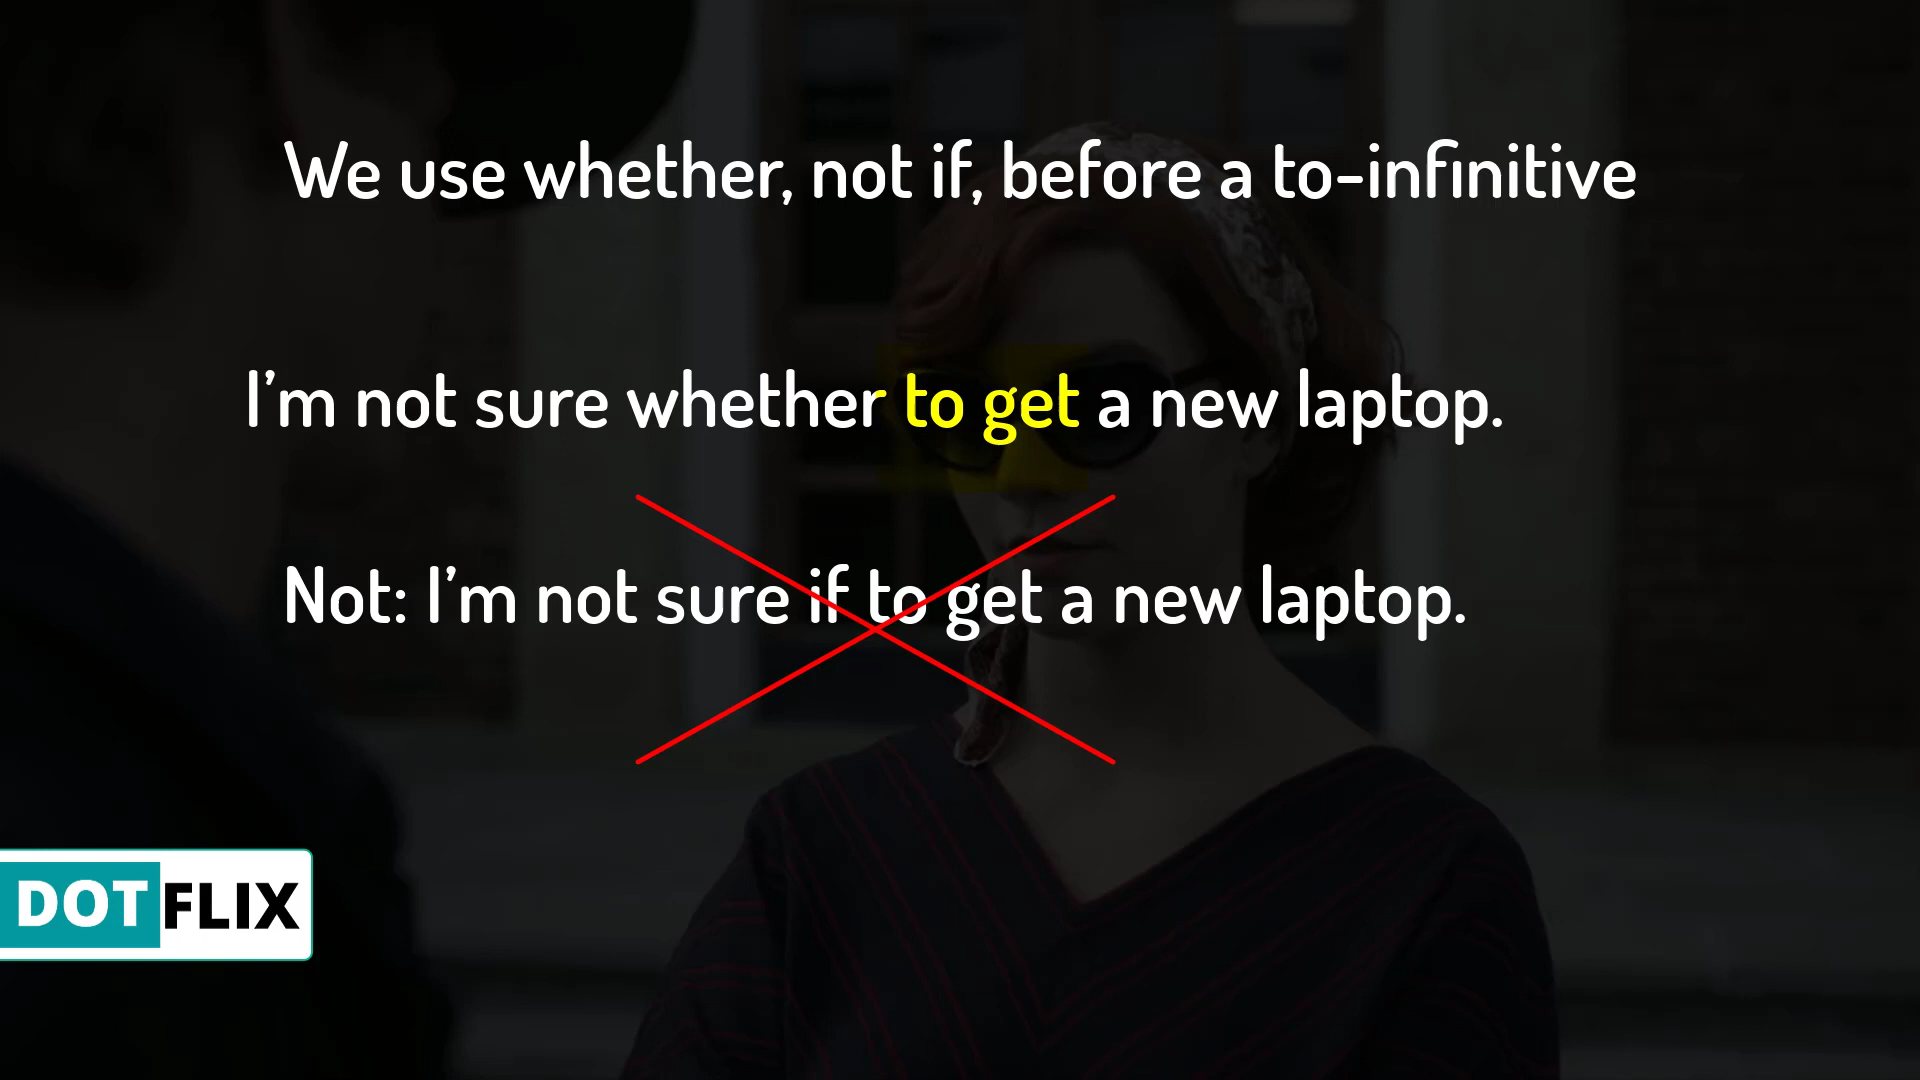 We use whether, not if, before a to-infinitive
I’m not sure whether to get a new laptop.
Not: I’m not sure if to get a new laptop.
DOTFLIX